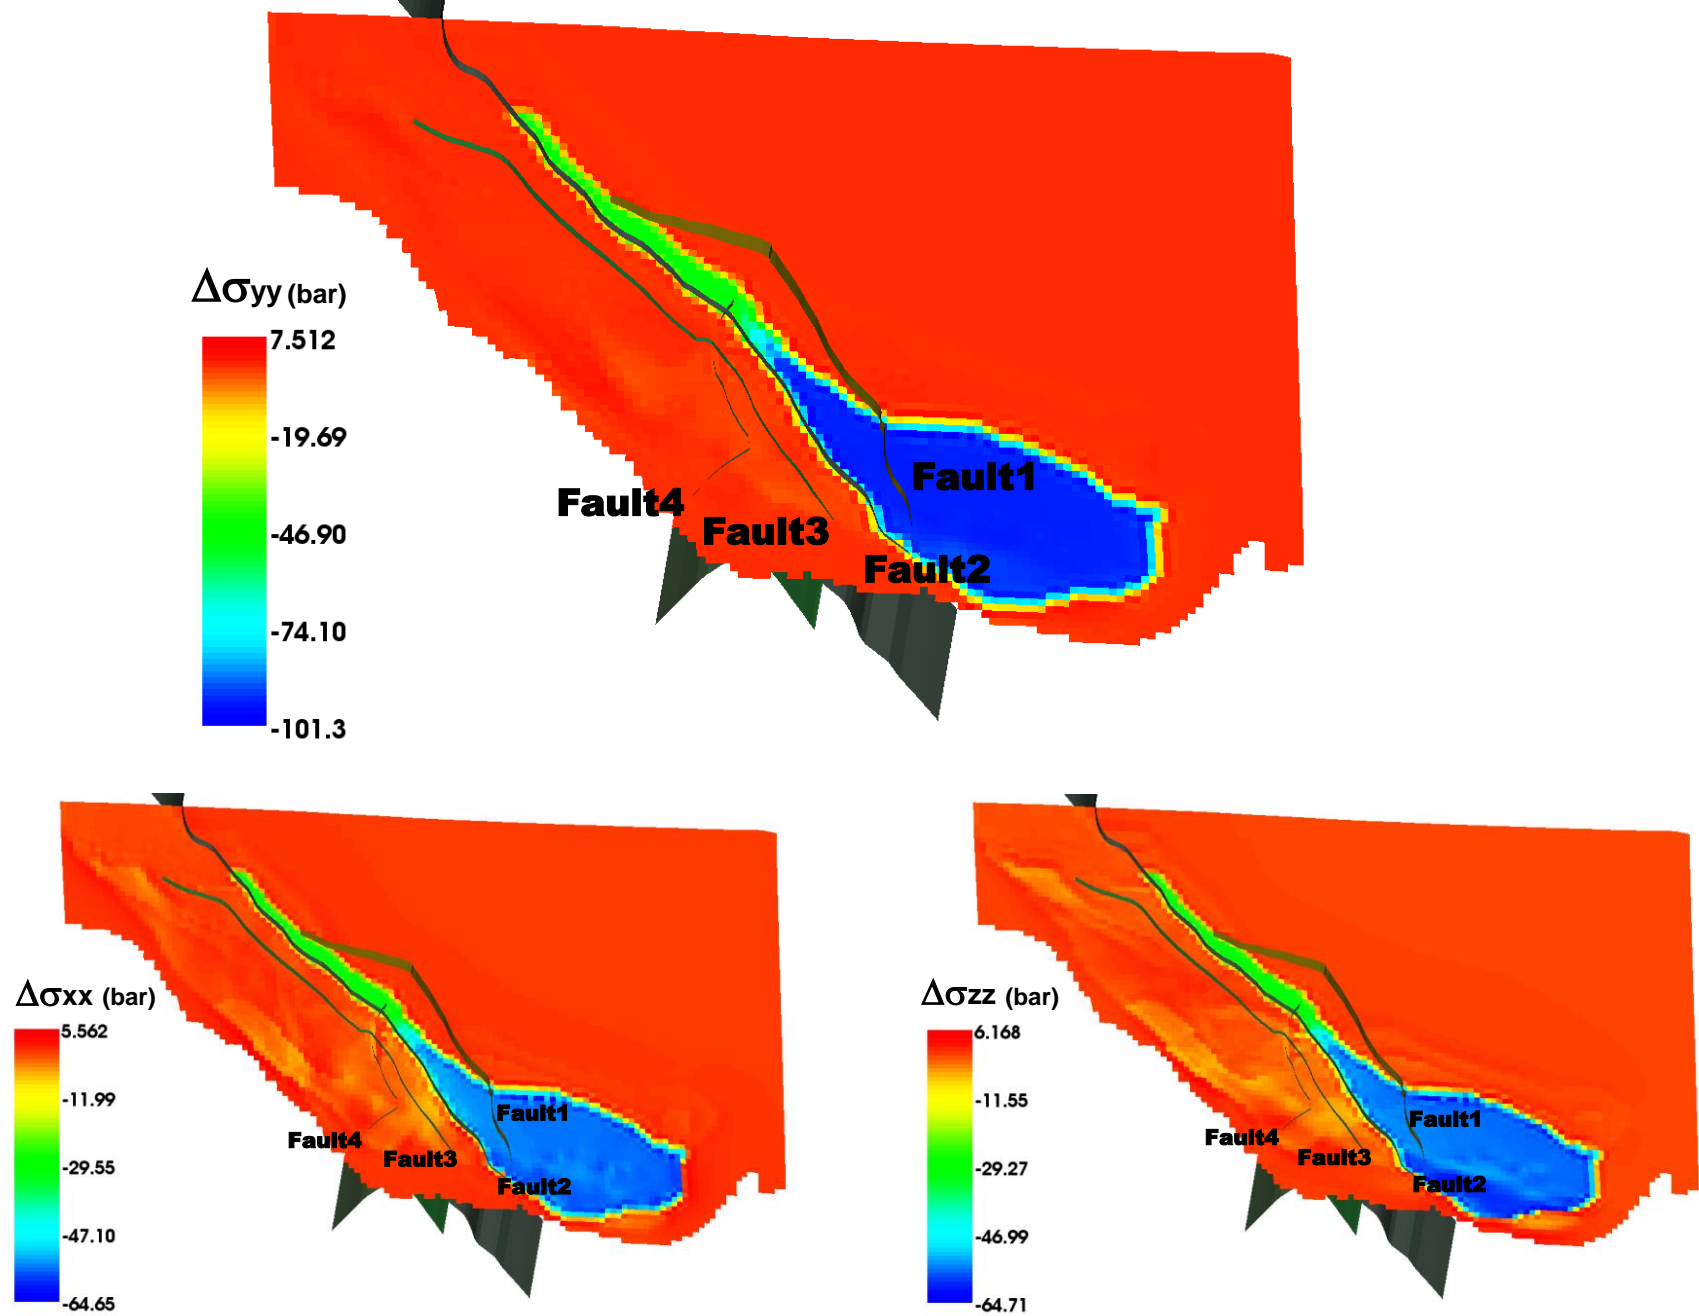 Δσyy (bar)
7.512
-19.69
-46.90
-74.10
-101.3
Fault1
Fault4
Fault3
Fault2
Δσxx (bar)
5.562
-11.99
-29.55
-47.10
-64.65
Fault1
Fault4
Fault3
Fault2
Δσzz (bar)
6.168
-11.55
-29.27
-46.99
-64.71
Fault1
Fault4
Fault3
Fault2